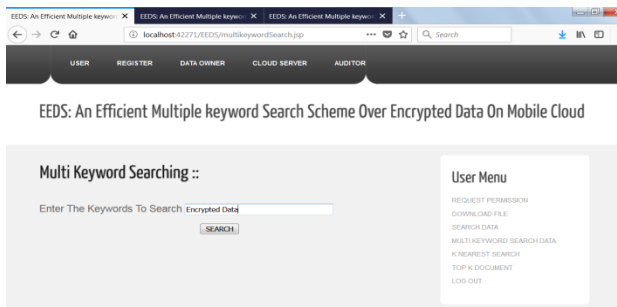 EEDS: An Efficient Multiple keywor
EEDS: An Efficient Multiple keywor
EEDS: An Efficient Multiple keywor
localhost:42271/EEDS/multikeywordSearch.jsp
Search
USER
REGISTER
DATA OWNER
CLOUD SERVER
AUDITOR
EEDS: An Efficient Multiple keyword Search Scheme Over Encrypted Data On Mobile Cloud
Multi Keyword Searching ::
Enter The Keywords To Search Encrypted Data
SEARCH
User Menu
REQUEST PERMISSION
DOWNLOAD FILE
SEARCH DATA
MULTI KEYWORD SEARCH DATA
K NEAREST SEARCH
TOP K DOCUMENT
LOG OUT